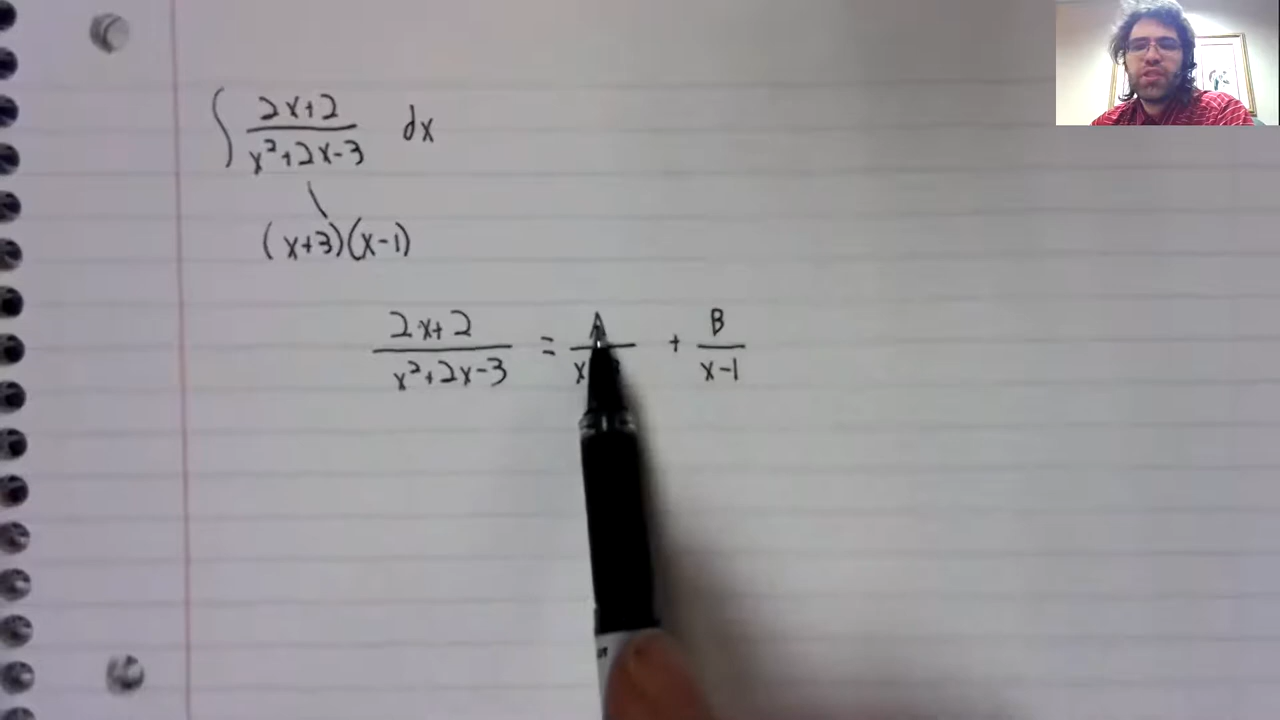 ∫ (2x+2)/(x²+2x-3) dx
(x+3)(x-1)
(2x+2)/(x²+2x-3) = A/x + B/(x-1)